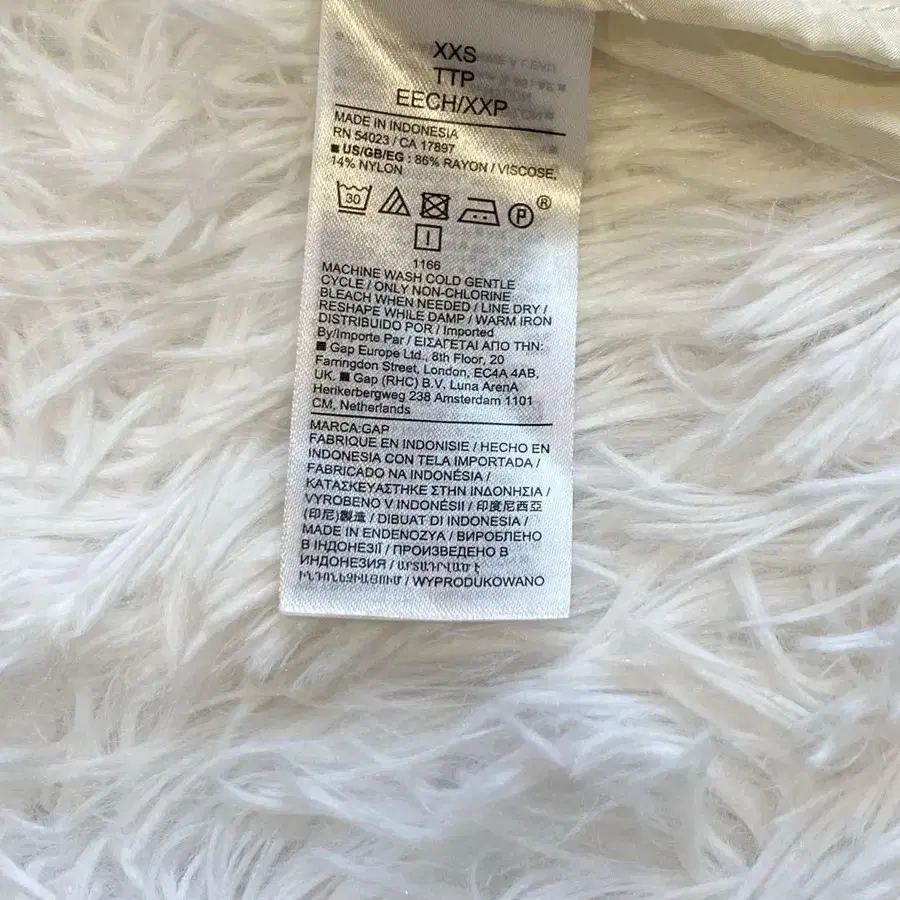 XXS
TTP
EECH/XXP
MADE IN INDONESIA
RN 54023 / CA 17897
■ US/GB/EG : 86% RAYON / VISCOSE,
14% NYLON
30
P ®
1166
MACHINE WASH COLD GENTLE
CYCLE / ONLY NON-CHLORINE
BLEACH WHEN NEEDED / LINE DRY /
RESHAPE WHILE DAMP / WARM IRON
DISTRIBUIDO POR / Imported
By/Importe Par / ΕΙΣΑΓΕΤΑΙ ΑΠΟ ΤΗΝ:
■ Gap Europe Ltd., 8th Floor, 20
Farringdon Street, London, EC4A 4AB,
UK. ■ Gap (RHC) B.V. Luna ArenA
Herikerbergweg 238 Amsterdam 1101
CM, Netherlands
MARCA:GAP
FABRIQUE EN INDONISIE / HECHO EN
INDONESIA CON TELA IMPORTADA /
FABRICADO NA INDONÉSIA /
ΚΑΤΑΣΚΕΥΑΣΤΗΚΕ ΣΤΗΝ ΙΝΔΟΝΗΣΙΑ /
VYROBENO V INDONÉSII / 印度尼西亞
(印尼)製造 / DIBUAT DI INDONESIA /
MADE IN ENDENOZYA / ВИРОБЛЕНО
В ІНДОНЕЗІЇ / ПРОИЗВЕДЕНО В
ИНДОНЕЗИЯ / ԱՐՏԱԴՐՎԱԾ Է
ԻՆԴՈՆԵԶԻԱՅՈՒՄ / WYPRODUKOWANO